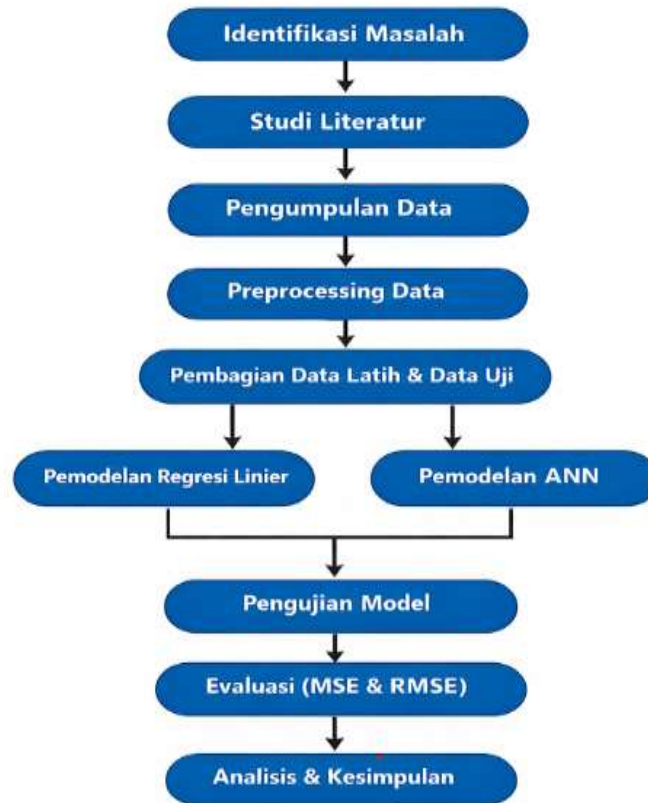 Identifikasi Masalah
Studi Literatur
Pengumpulan Data
Preprocessing Data
Pembagian Data Latih & Data Uji
Pemodelan Regresi Linier
Pemodelan ANN
Pengujian Model
Evaluasi (MSE & RMSE)
Analisis & Kesimpulan